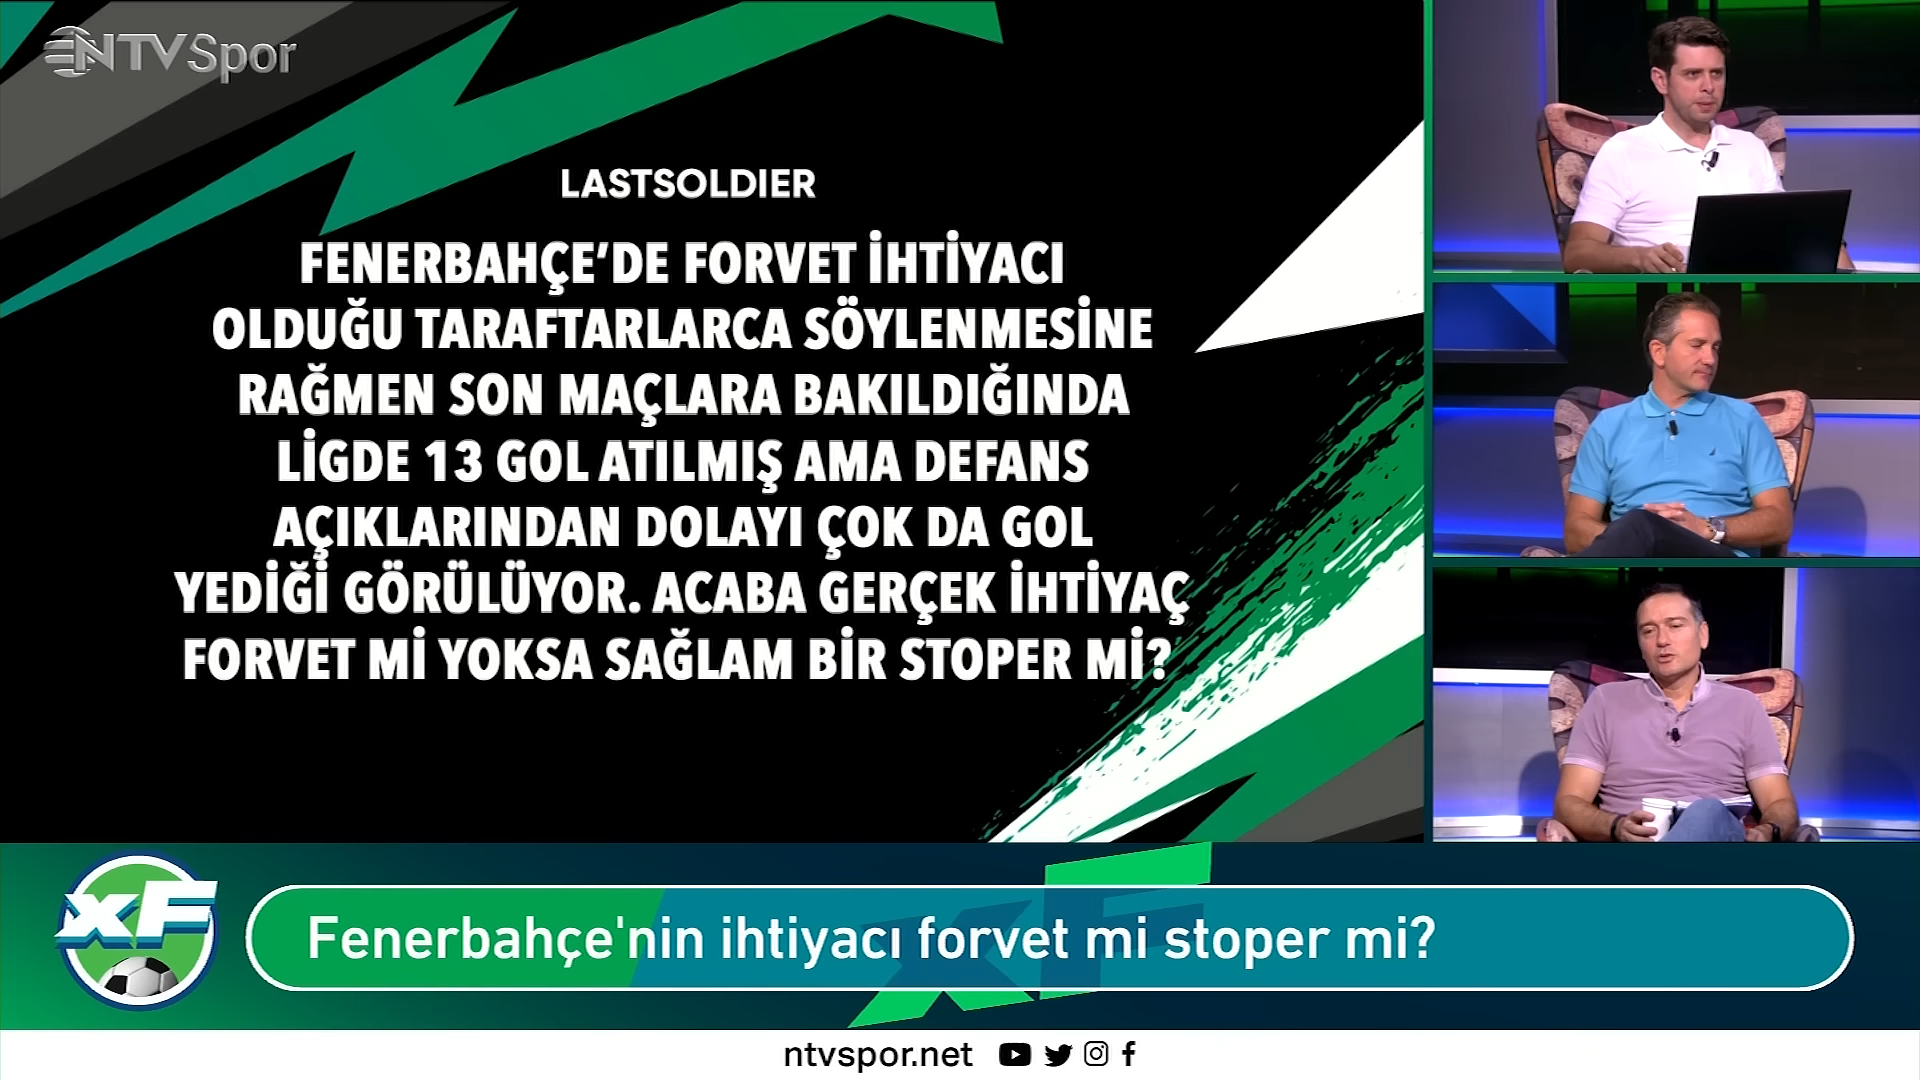 NTVSpor
LASTSOLDIER
FENERBAHÇE’DE FORVET İHTİYACI
OLDUĞU TARAFTARLARCA SÖYLENMESİNE
RAĞMEN SON MAÇLARA BAKILDIĞINDA
LİGDE 13 GOL ATILMIŞ AMA DEFANS
AÇIKLARINDAN DOLAYI ÇOK DA GOL
YEDİĞİ GÖRÜLÜYOR. ACABA GERÇEK İHTİYAÇ
FORVET Mİ YOKSA SAĞLAM BİR STOPER Mİ?
xF
Fenerbahçe'nin ihtiyacı forvet mi stoper mi?
ntvspor.net